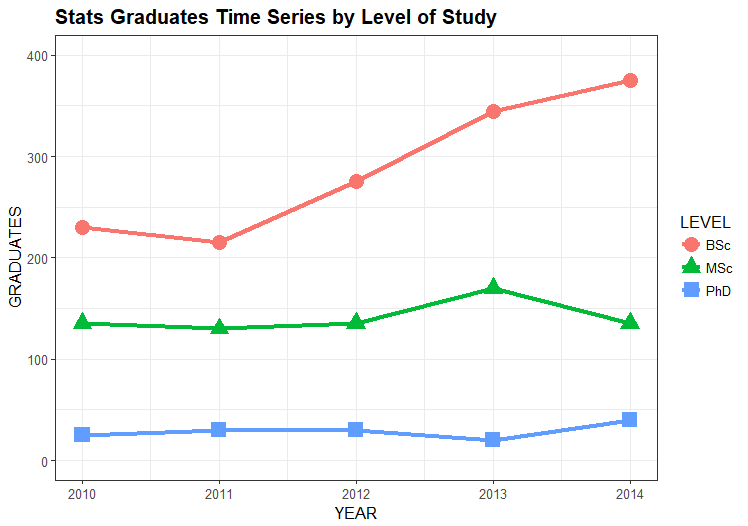 Stats Graduates Time Series by Level of Study
400
300
200
100
0
GRADUATES
2010 2011 2012 2013 2014
YEAR
LEVEL
BSc
MSc
PhD